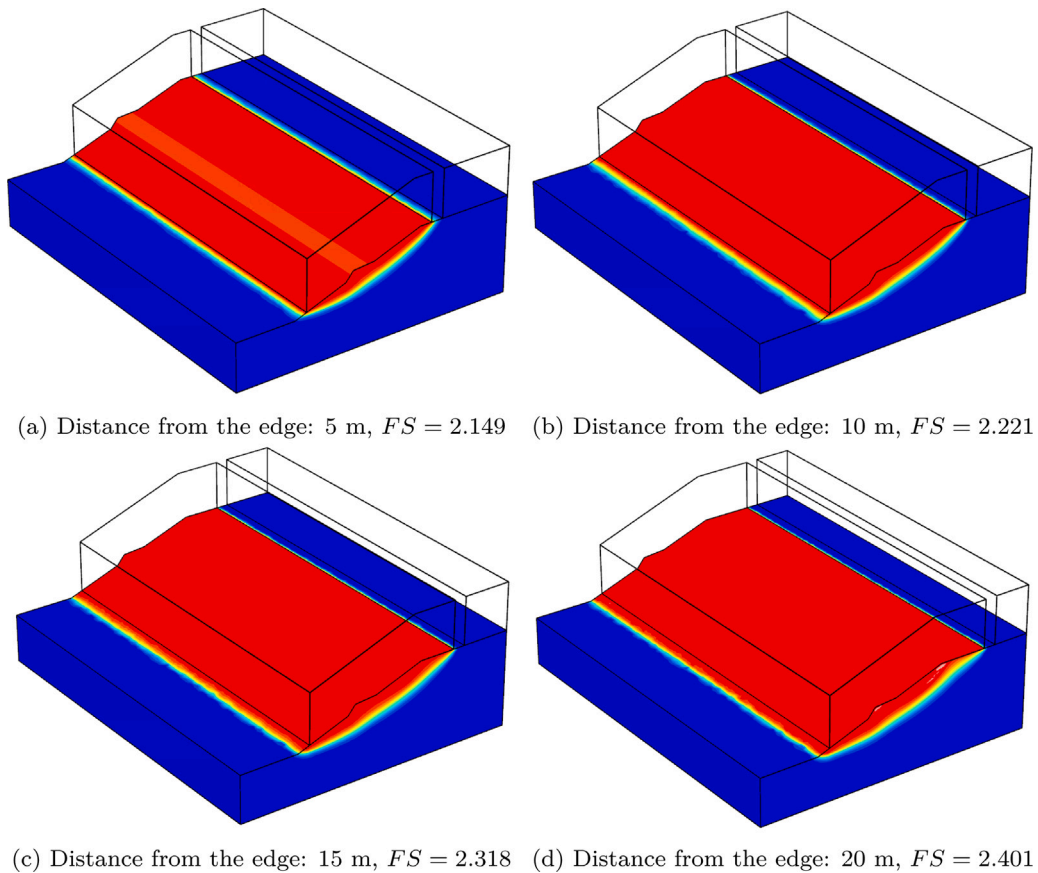 (a) Distance from the edge: 5 m, FS = 2.149
(b) Distance from the edge: 10 m, FS = 2.221
(c) Distance from the edge: 15 m, FS = 2.318
(d) Distance from the edge: 20 m, FS = 2.401